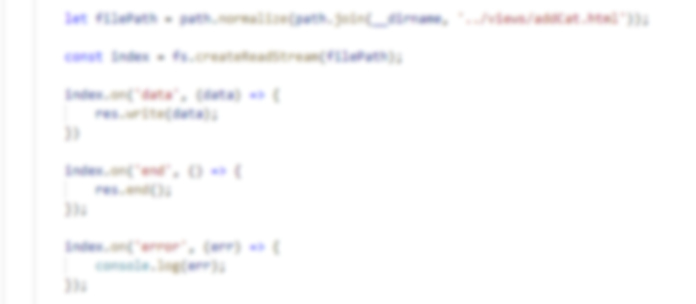 let filePath = path.normalize(path.join(__dirname, '../views/addCat.html'));
const index = fs.createReadStream(filePath);
index.on('data', (data) => {
res.write(data);
})
index.on('end', () => {
res.end();
});
index.on('error', (err) => {
console.log(err);
});